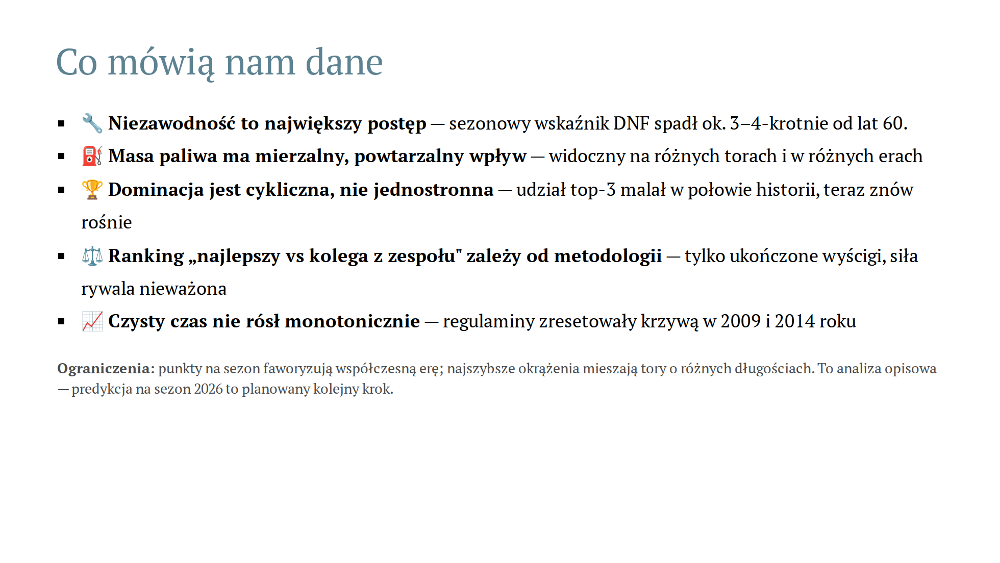 Co mówią nam dane
🔧 Niezawodność to największy postęp — sezonowy wskaźnik DNF spadł ok. 3–4-krotnie od lat 60.
⛽ Masa paliwa ma mierzalny, powtarzalny wpływ — widoczny na różnych torach i w różnych erach
🏆 Dominacja jest cykliczna, nie jednostronna — udział top-3 malał w połowie historii, teraz znów
rośnie
⚖️ Ranking „najlepszy vs kolega z zespołu" zależy od metodologii — tylko ukończone wyścigi, siła
rywala nieważona
📈 Czysty czas nie rósł monotonicznie — regulaminy zresetowały krzywą w 2009 i 2014 roku
Ograniczenia: punkty na sezon faworyzują współczesną erę; najszybsze okrążenia mieszają tory o różnych długościach. To analiza opisowa
— predykcja na sezon 2026 to planowany kolejny krok.